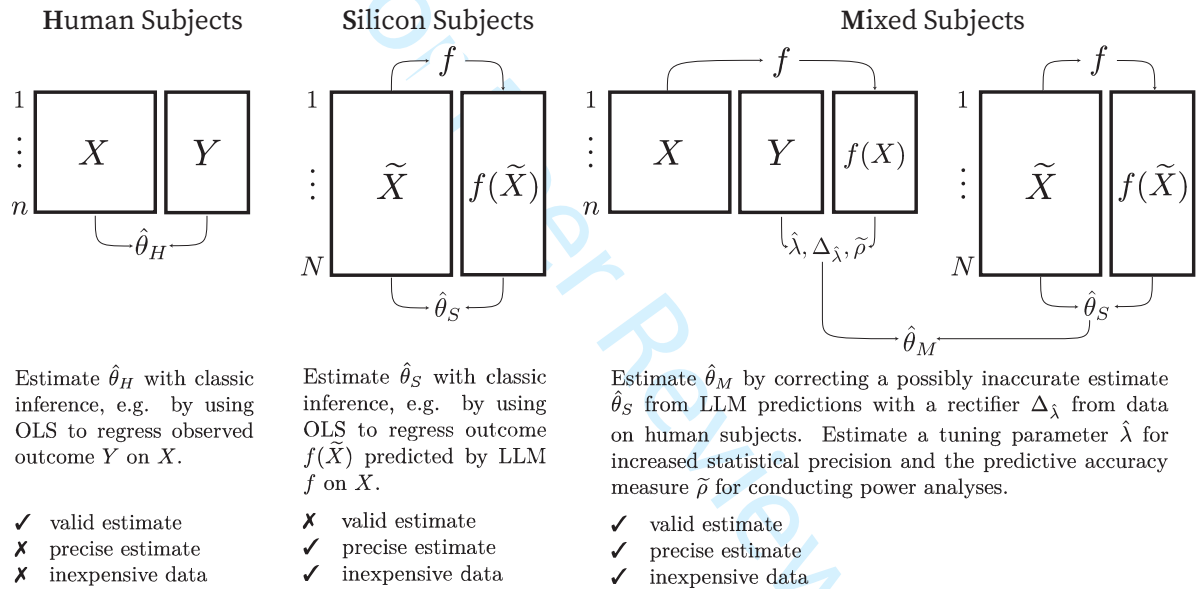 Human Subjects
1
⋮
n
X
Y
θ̂_H
Estimate θ̂_H with classic
inference, e.g. by using
OLS to regress observed
outcome Y on X.
✓ valid estimate
✗ precise estimate
✗ inexpensive data
Silicon Subjects
f
1
⋮
N
X̃
f(X̃)
θ̂_S
Estimate θ̂_S with classic
inference, e.g. by using
OLS to regress outcome
f(X̃) predicted by LLM
f on X.
✗ valid estimate
✓ precise estimate
✓ inexpensive data
Mixed Subjects
f
1
⋮
n
X
Y
f(X)
λ̂, Δ_λ̂, ρ̃
f
1
⋮
N
X̃
f(X̃)
θ̂_S
θ̂_M
Estimate θ̂_M by correcting a possibly inaccurate estimate
θ̂_S from LLM predictions with a rectifier Δ_λ̂ from data
on human subjects. Estimate a tuning parameter λ̂ for
increased statistical precision and the predictive accuracy
measure ρ̃ for conducting power analyses.
✓ valid estimate
✓ precise estimate
✓ inexpensive data
Review